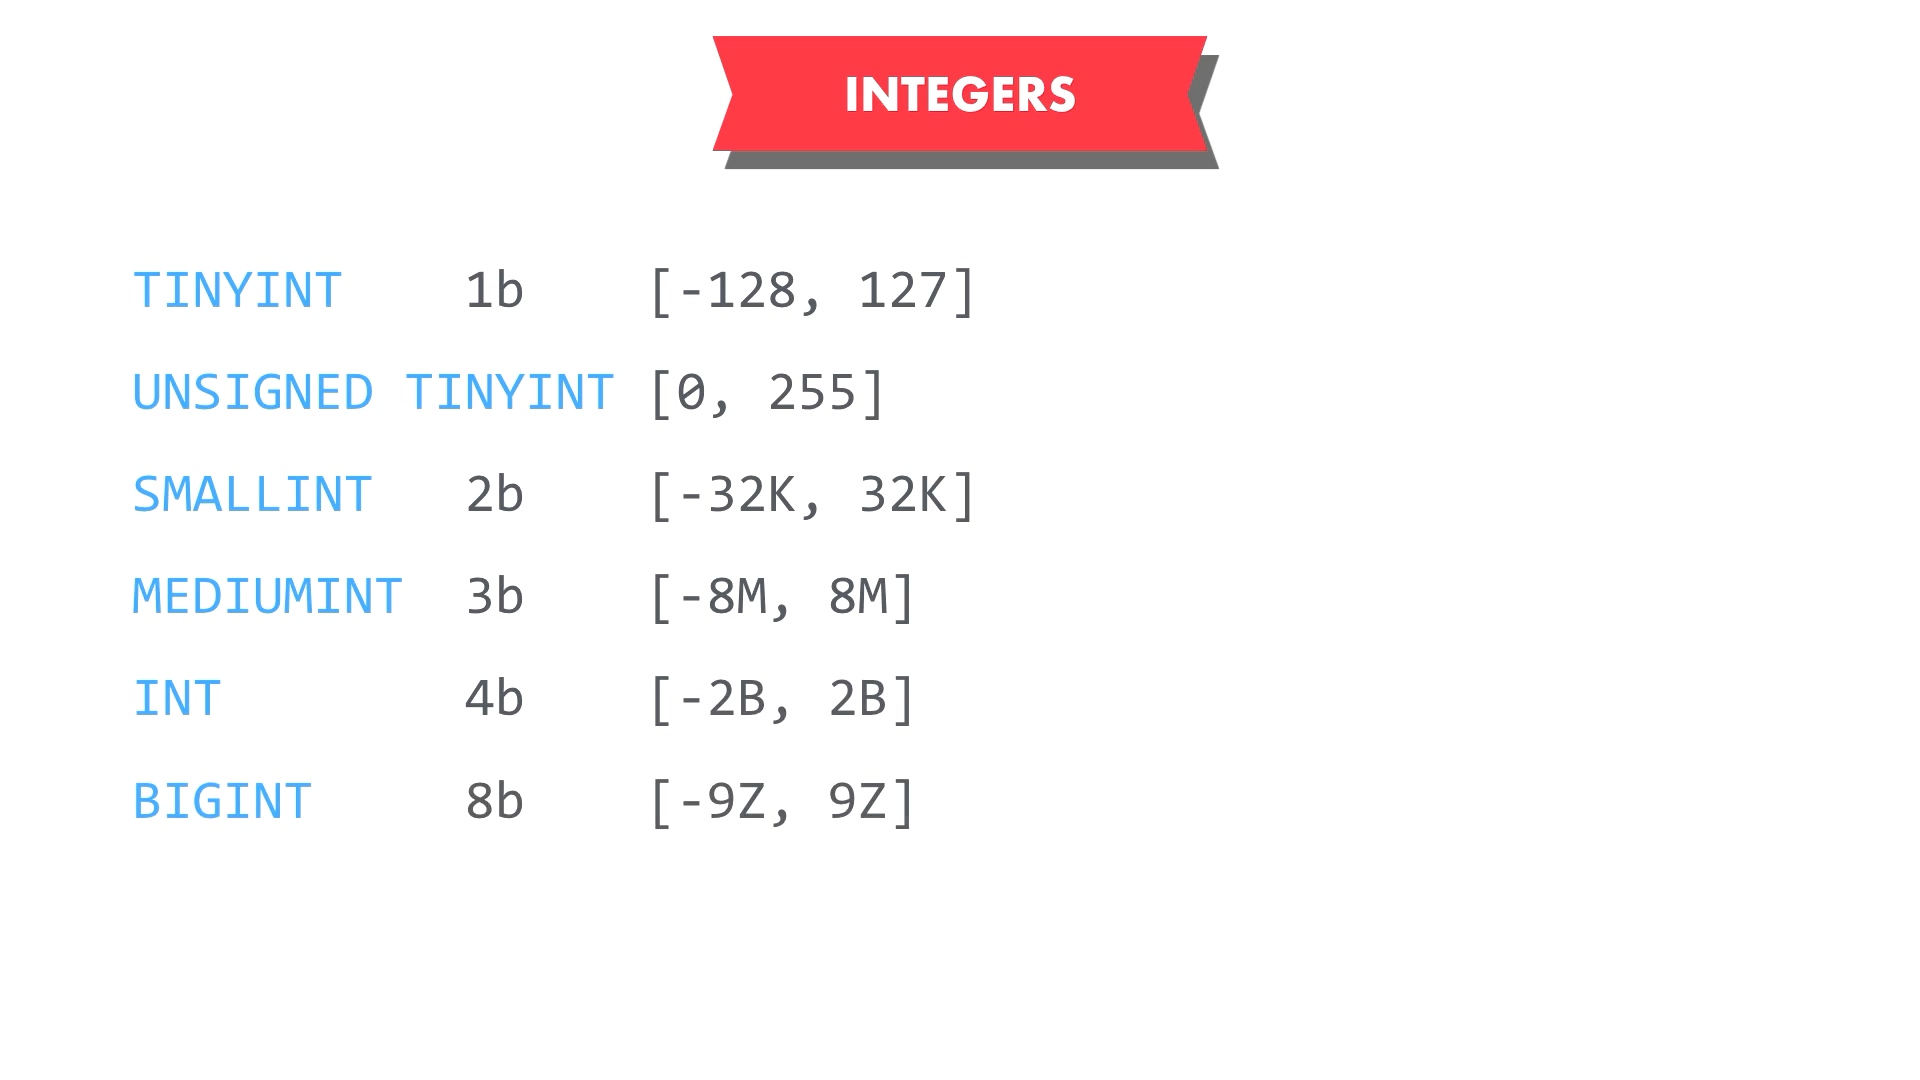 INTEGERS
TINYINT 1b [-128, 127]
UNSIGNED TINYINT [0, 255]
SMALLINT 2b [-32K, 32K]
MEDIUMINT 3b [-8M, 8M]
INT 4b [-2B, 2B]
BIGINT 8b [-9Z, 9Z]